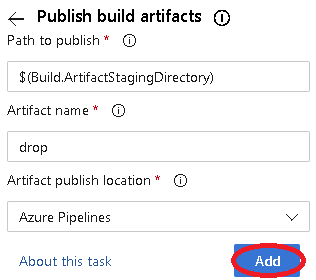 Publish build artifacts
Path to publish *
$(Build.ArtifactStagingDirectory)
Artifact name *
drop
Artifact publish location *
Azure Pipelines
About this task
Add